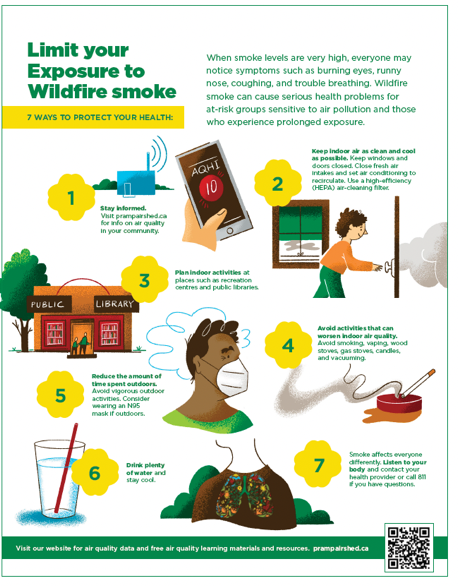 Limit your
Exposure to
Wildfire smoke
7 WAYS TO PROTECT YOUR HEALTH:
When smoke levels are very high, everyone may
notice symptoms such as burning eyes, runny
nose, coughing, and trouble breathing. Wildfire
smoke can cause serious health problems for
at-risk groups sensitive to air pollution and those
who experience prolonged exposure.
1
Stay informed.
Visit prampairshed.ca
for info on air quality
in your community.
AQHI
10
2
Keep indoor air as clean and cool
as possible. Keep windows and
doors closed. Close fresh air
intakes and set air conditioning to
recirculate. Use a high-efficiency
(HEPA) air-cleaning filter.
3
Plan indoor activities at
places such as recreation
centres and public libraries.
PUBLIC LIBRARY
4
Avoid activities that can
worsen indoor air quality.
Avoid smoking, vaping, wood
stoves, gas stoves, candles,
and vacuuming.
5
Reduce the amount of
time spent outdoors.
Avoid vigorous outdoor
activities. Consider
wearing an N95
mask if outdoors.
6
Drink plenty
of water and
stay cool.
7
Smoke affects everyone
differently. Listen to your
body and contact your
health provider or call 811
if you have questions.
Visit our website for air quality data and free air quality learning materials and resources. prampairshed.ca